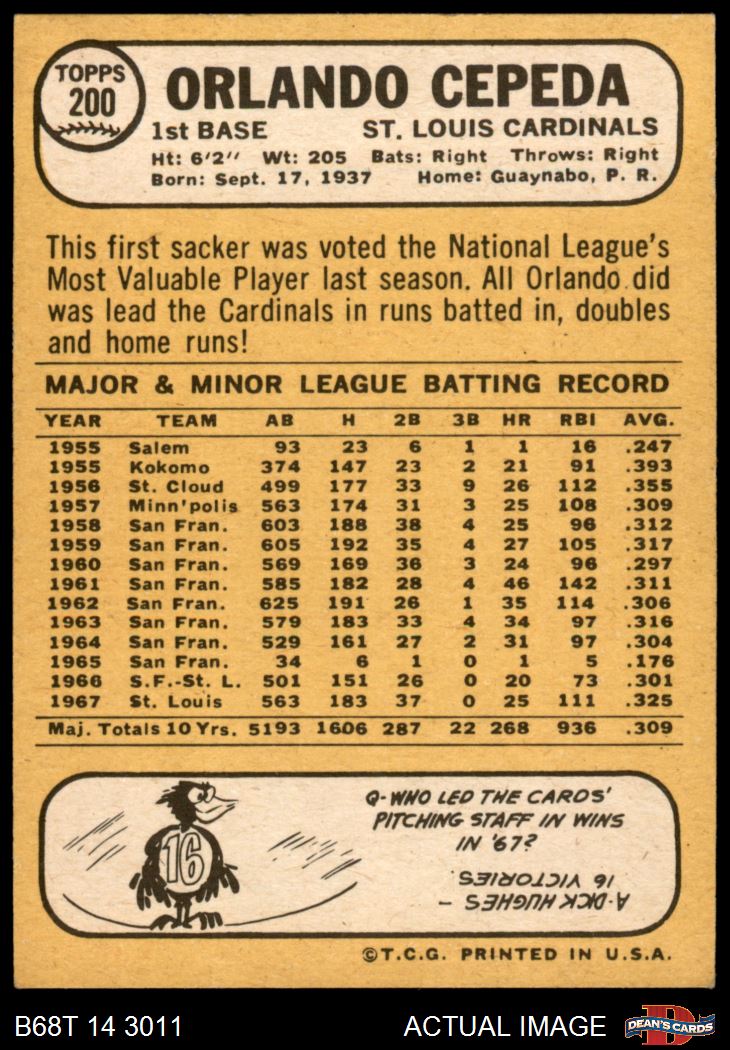 TOPPS
200
ORLANDO CEPEDA
1st BASE ST. LOUIS CARDINALS
Ht: 6'2" Wt: 205 Bats: Right Throws: Right
Born: Sept. 17, 1937 Home: Guaynabo, P. R.
This first sacker was voted the National League's
Most Valuable Player last season. All Orlando did
was lead the Cardinals in runs batted in, doubles
and home runs!
MAJOR & MINOR LEAGUE BATTING RECORD
YEAR TEAM AB H 2B 3B HR RBI AVG.
1955 Salem 93 23 6 1 1 16 .247
1955 Kokomo 374 147 23 2 21 91 .393
1956 St. Cloud 499 177 33 9 26 112 .355
1957 Minn'polis 563 174 31 3 25 108 .309
1958 San Fran. 603 188 38 4 25 96 .312
1959 San Fran. 605 192 35 4 27 105 .317
1960 San Fran. 569 169 36 3 24 96 .297
1961 San Fran. 585 182 28 4 46 142 .311
1962 San Fran. 625 191 26 1 35 114 .306
1963 San Fran. 579 183 33 4 34 97 .316
1964 San Fran. 529 161 27 2 31 97 .304
1965 San Fran. 34 6 1 0 1 5 .176
1966 S.F.-St. L. 501 151 26 0 20 73 .301
1967 St. Louis 563 183 37 0 25 111 .325
Maj. Totals 10 Yrs. 5193 1606 287 22 268 936 .309
16
Q-WHO LED THE CARDS'
PITCHING STAFF IN WINS
IN '67?
A-DICK HUGHES –
16 VICTORIES.
©T.C.G. PRINTED IN U.S.A.
B68T 14 3011 ACTUAL IMAGE
D
DEAN'S CARDS